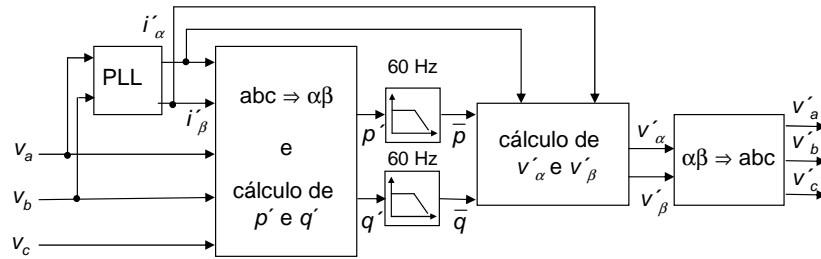 i´α
60 Hz
PLL
abc ⇒ αβ
v´a
i´β
p´
p̅
cálculo de
v´α
v´b
va
e
60 Hz
v´α e v´β
αβ ⇒ abc
vb
cálculo de
v´β
v´c
p´ e q´
q´
q̅
vc